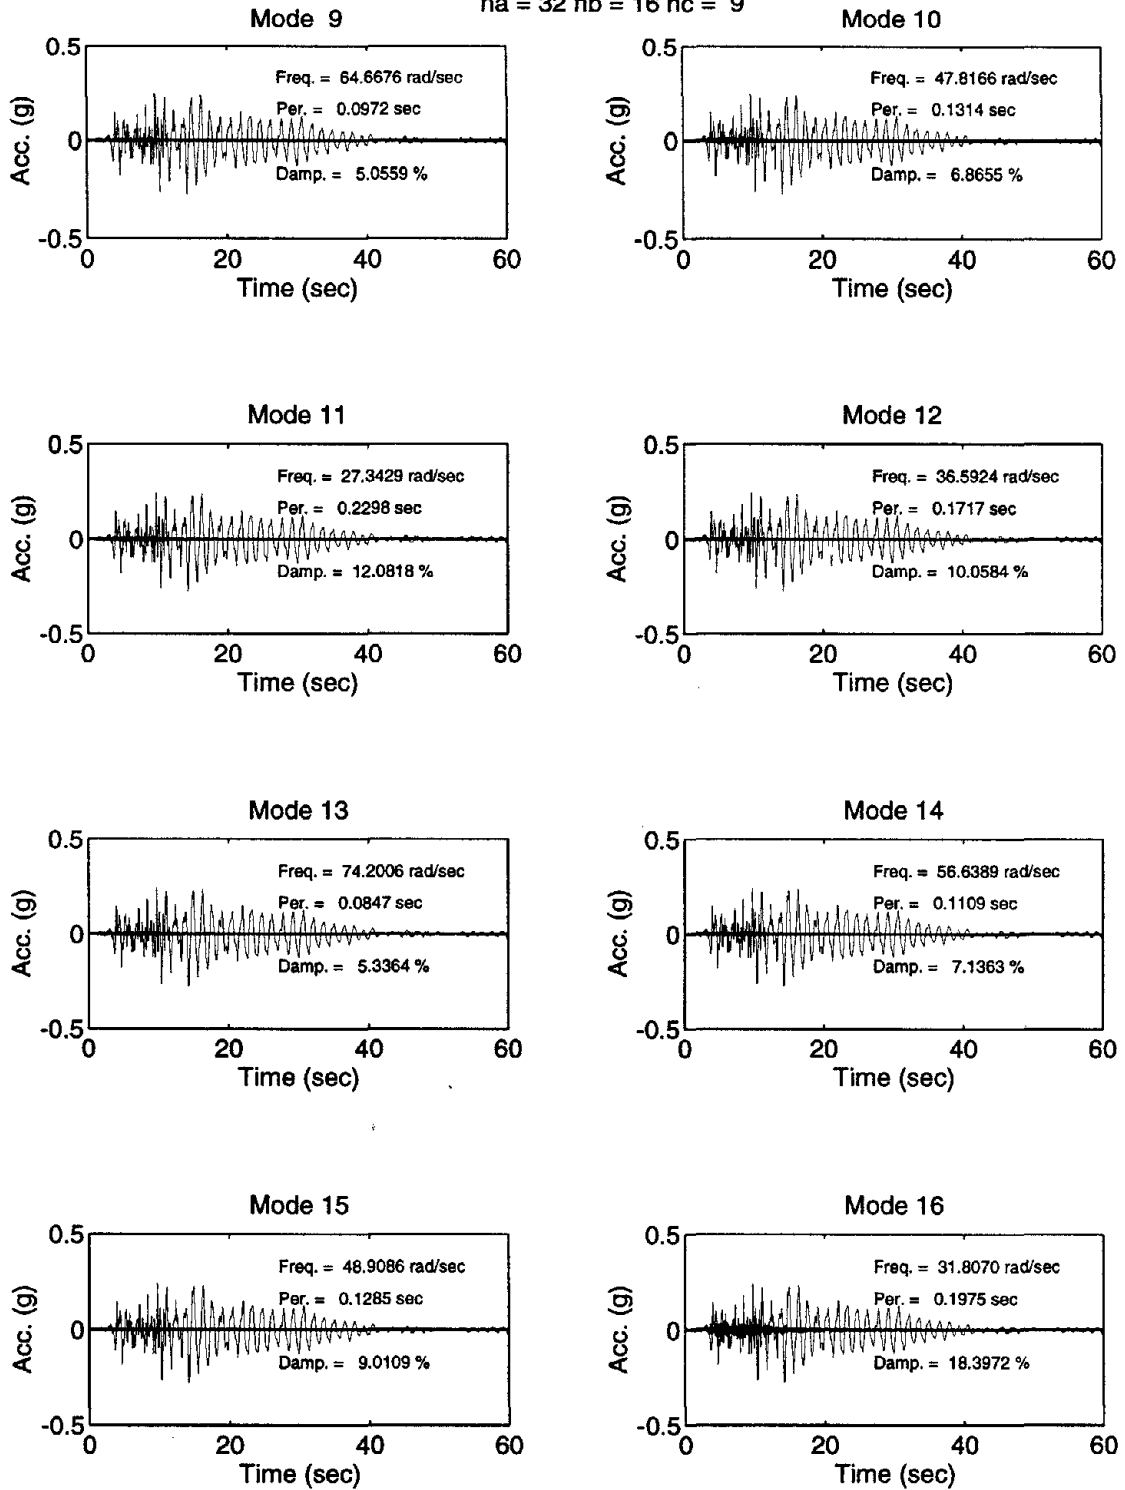 na = 32 nb = 16 nc = 9
Mode 9
0.5
Freq. = 64.6676 rad/sec
Per. = 0.0972 sec
Acc. (g)
0
Damp. = 5.0559 %
-0.5
0 20 40 60
Time (sec)
Mode 10
0.5
Freq. = 47.8166 rad/sec
Per. = 0.1314 sec
Acc. (g)
0
Damp. = 6.8655 %
-0.5
0 20 40 60
Time (sec)
Mode 11
0.5
Freq. = 27.3429 rad/sec
Per. = 0.2298 sec
Acc. (g)
0
Damp. = 12.0818 %
-0.5
0 20 40 60
Time (sec)
Mode 12
0.5
Freq. = 36.5924 rad/sec
Per. = 0.1717 sec
Acc. (g)
0
Damp. = 10.0584 %
-0.5
0 20 40 60
Time (sec)
Mode 13
0.5
Freq. = 74.2006 rad/sec
Per. = 0.0847 sec
Acc. (g)
0
Damp. = 5.3364 %
-0.5
0 20 40 60
Time (sec)
Mode 14
0.5
Freq. = 56.6389 rad/sec
Per. = 0.1109 sec
Acc. (g)
0
Damp. = 7.1363 %
-0.5
0 20 40 60
Time (sec)
Mode 15
0.5
Freq. = 48.9086 rad/sec
Per. = 0.1285 sec
Acc. (g)
0
Damp. = 9.0109 %
-0.5
0 20 40 60
Time (sec)
Mode 16
0.5
Freq. = 31.8070 rad/sec
Per. = 0.1975 sec
Acc. (g)
0
Damp. = 18.3972 %
-0.5
0 20 40 60
Time (sec)